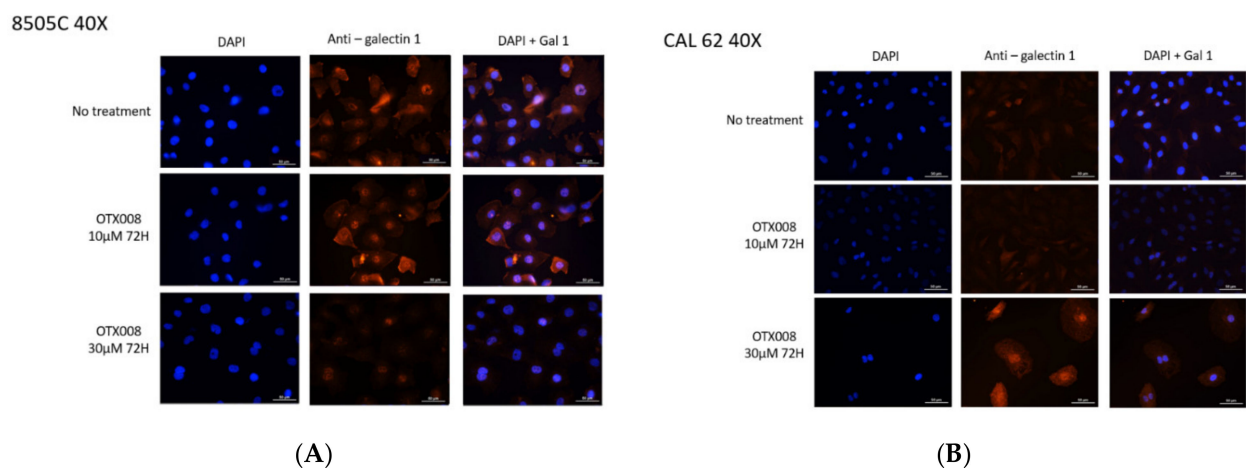 8505C 40X
DAPI
Anti – galectin 1
DAPI + Gal 1
No treatment
OTX008
10µM 72H
OTX008
30µM 72H
(A)
CAL 62 40X
DAPI
Anti – galectin 1
DAPI + Gal 1
No treatment
OTX008
10µM 72H
OTX008
30µM 72H
(B)